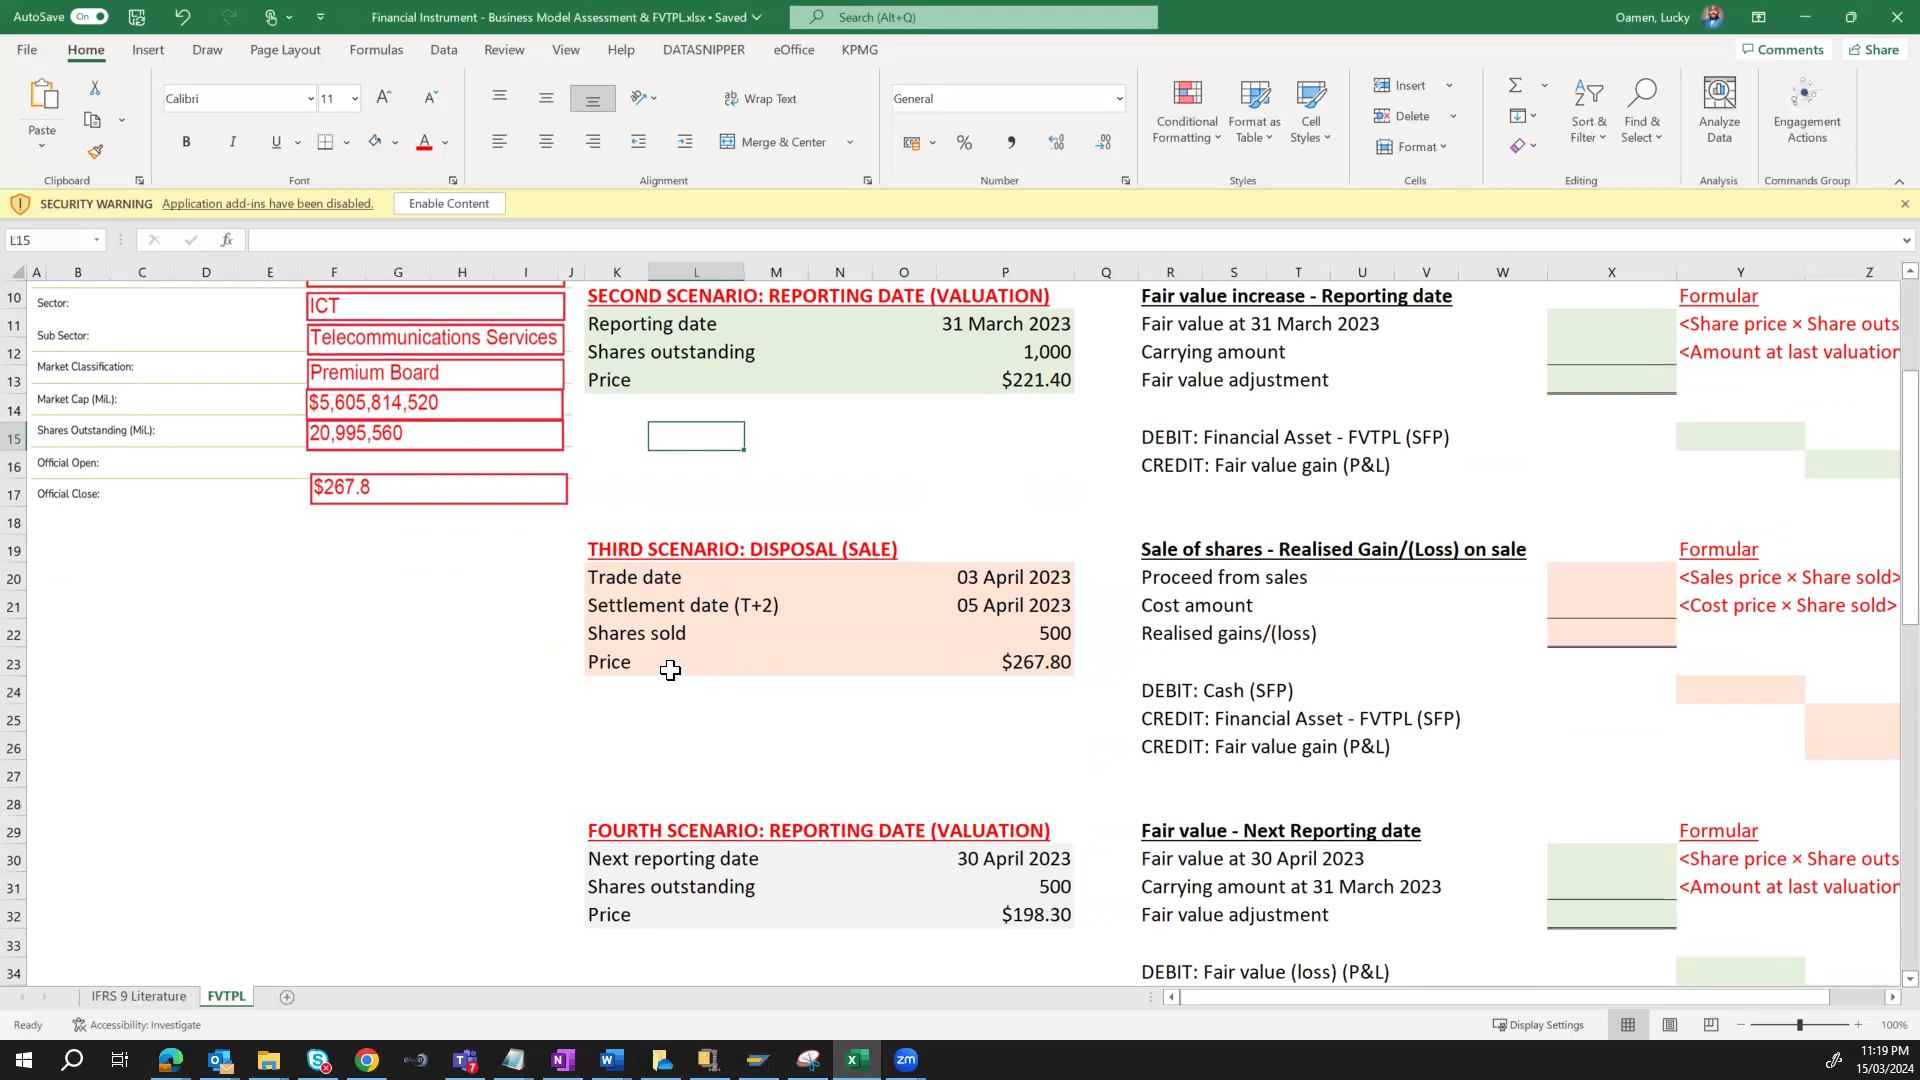 AutoSave On Financial Instrument - Business Model Assessment & FVTPL.xlsx • Saved Search (Alt+Q) Oamen, Lucky
File Home Insert Draw Page Layout Formulas Data Review View Help DATASNIPPER eOffice KPMG Comments Share
Calibri 11 Wrap Text General Insert
Paste B I U Merge & Center % Conditional Formatting Format as Table Cell Styles Delete Format Sort & Filter Find & Select Analyze Data Engagement Actions
Clipboard Font Alignment Number Styles Cells Editing Analysis Commands Group
SECURITY WARNING Application add-ins have been disabled. Enable Content
L15 fx
A B C D E F G H I J K L M N O P Q R S T U V W X Y Z
10 Sector: ICT SECOND SCENARIO: REPORTING DATE (VALUATION) Fair value increase - Reporting date Formular
11 Sub Sector: Telecommunications Services Reporting date 31 March 2023 Fair value at 31 March 2023 <Share price × Share outs
12 Market Classification: Premium Board Shares outstanding 1,000 Carrying amount <Amount at last valuation
13 Market Cap (Mil.): $5,605,814,520 Price $221.40 Fair value adjustment
14
15 Shares Outstanding (Mil.): 20,995,560 DEBIT: Financial Asset - FVTPL (SFP)
16 Official Open: CREDIT: Fair value gain (P&L)
17 Official Close: $267.8
18
19 THIRD SCENARIO: DISPOSAL (SALE) Sale of shares - Realised Gain/(Loss) on sale Formular
20 Trade date 03 April 2023 Proceed from sales <Sales price × Share sold>
21 Settlement date (T+2) 05 April 2023 Cost amount <Cost price × Share sold>
22 Shares sold 500 Realised gains/(loss)
23 Price $267.80
24 DEBIT: Cash (SFP)
25 CREDIT: Financial Asset - FVTPL (SFP)
26 CREDIT: Fair value gain (P&L)
27
28
29 FOURTH SCENARIO: REPORTING DATE (VALUATION) Fair value - Next Reporting date Formular
30 Next reporting date 30 April 2023 Fair value at 30 April 2023 <Share price × Share outs
31 Shares outstanding 500 Carrying amount at 31 March 2023 <Amount at last valuation
32 Price $198.30 Fair value adjustment
33
34 DEBIT: Fair value (loss) (P&L)
IFRS 9 Literature FVTPL
Ready Accessibility: Investigate Display Settings 100%
11:19 PM
15/03/2024